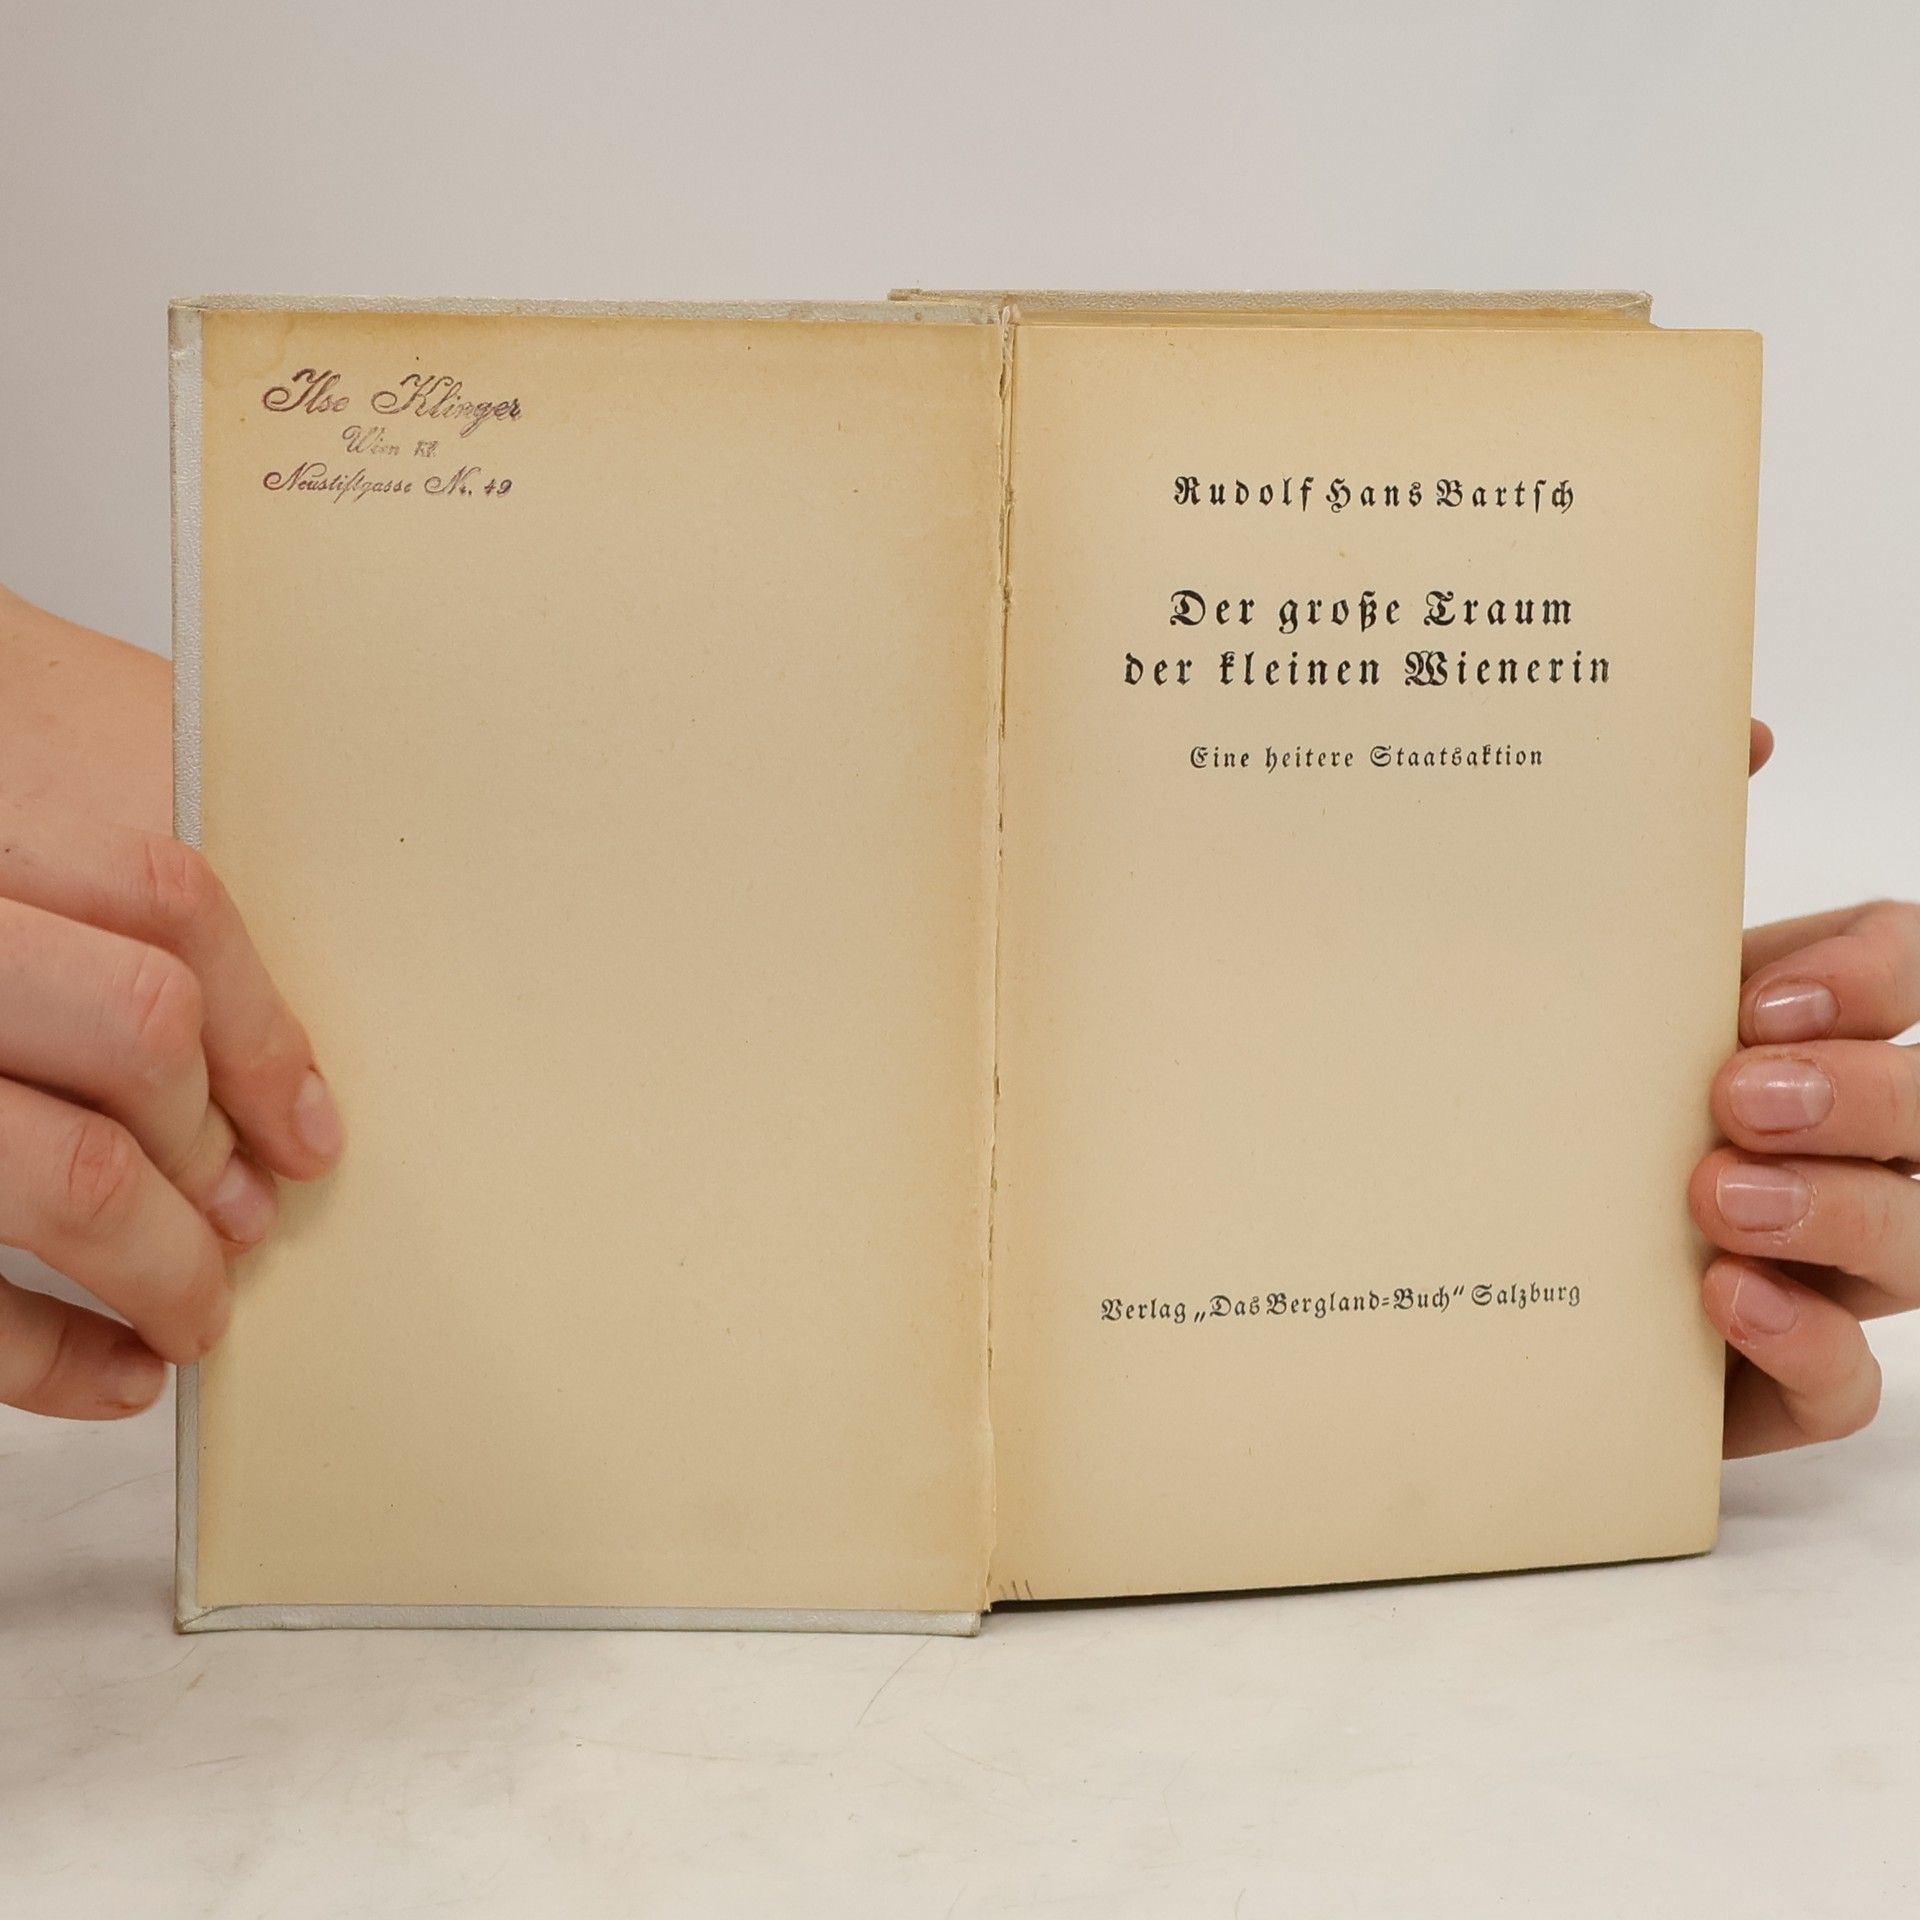 Ilse Klinger
Wien
Neustiftgasse Nr. 49
Rudolf Hans Bartsch
Der große Traum
der kleinen Wienerin
Eine heitere Staatsaktion
Verlag „Das Bergland=Buch“ Salzburg